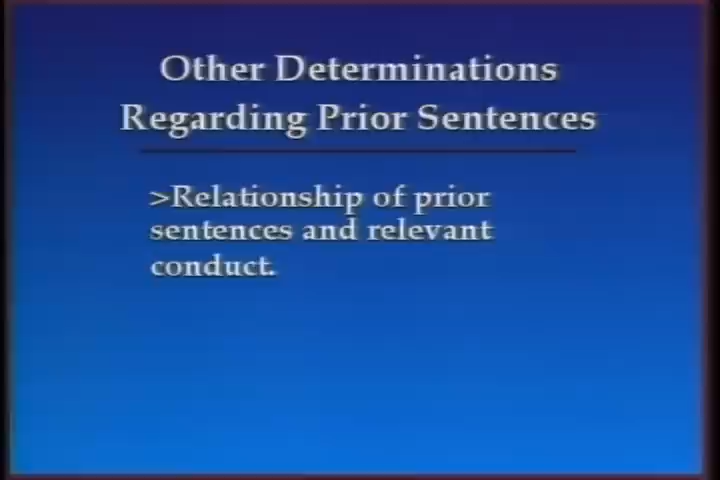 Other Determinations
Regarding Prior Sentences
>Relationship of prior
sentences and relevant
conduct.